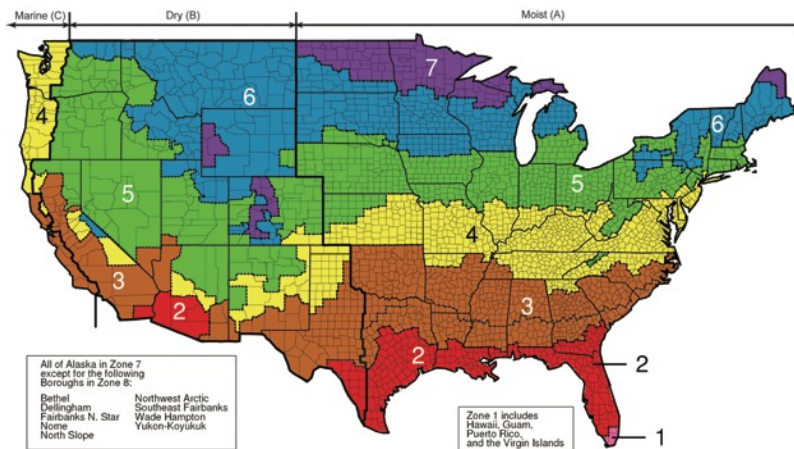 Marine (C)
Dry (B)
Moist (A)
7
6
4
6
5
5
4
3
3
2
2
2
1
All of Alaska in Zone 7
except for the following
Boroughs in Zone 8:
Bethel
Dellingham
Fairbanks N. Star
Nome
North Slope
Northwest Arctic
Southeast Fairbanks
Wade Hampton
Yukon-Koyukuk
Zone 1 includes
Hawaii, Guam,
Puerto Rico,
and the Virgin Islands